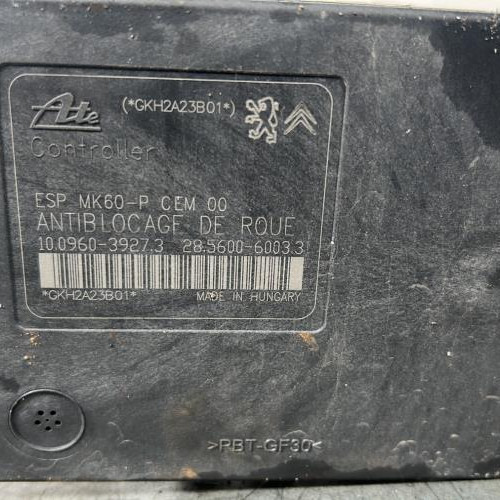 Ate (*GKH2A23B01*)
Controller
ESP MK60-P CEM 00
ANTIBLOCAGE DE ROUE
10.0960-3927.3 28.5600-6003.3
*GKH2A23B01* MADE IN HUNGARY
>PBT-GF30<